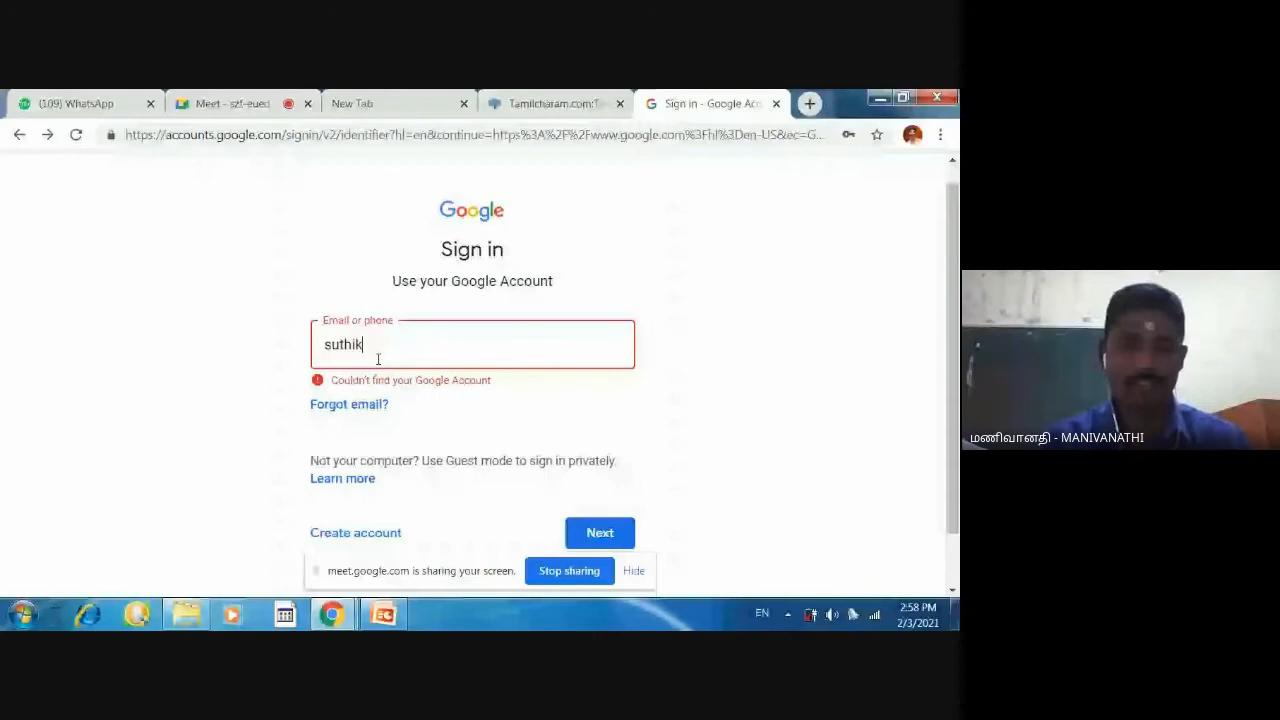 (109) WhatsApp
Meet - szf-eued
New Tab
Tamilcharam.com:Te
Sign in - Google Acc
https://accounts.google.com/signin/v2/identifier?hl=en&continue=https%3A%2F%2Fwww.google.com%3Fhl%3Den-US&ec=G...
Google
Sign in
Use your Google Account
Email or phone
suthik
Couldn't find your Google Account
Forgot email?
Not your computer? Use Guest mode to sign in privately.
Learn more
Create account
Next
meet.google.com is sharing your screen.
Stop sharing
Hide
EN
2:58 PM
2/3/2021
மணிவானதி - MANIVANATHI